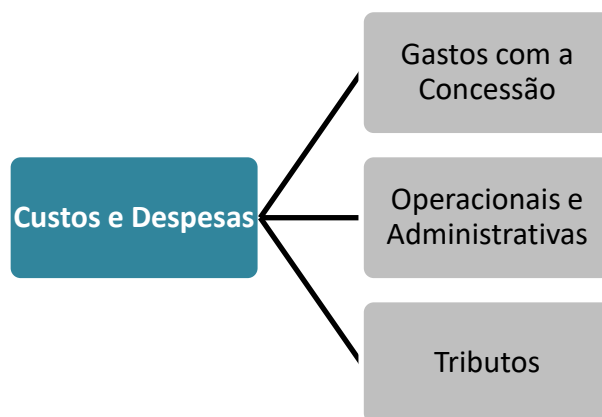 Gastos com a
Concessão
Custos e Despesas
Operacionais e
Administrativas
Tributos